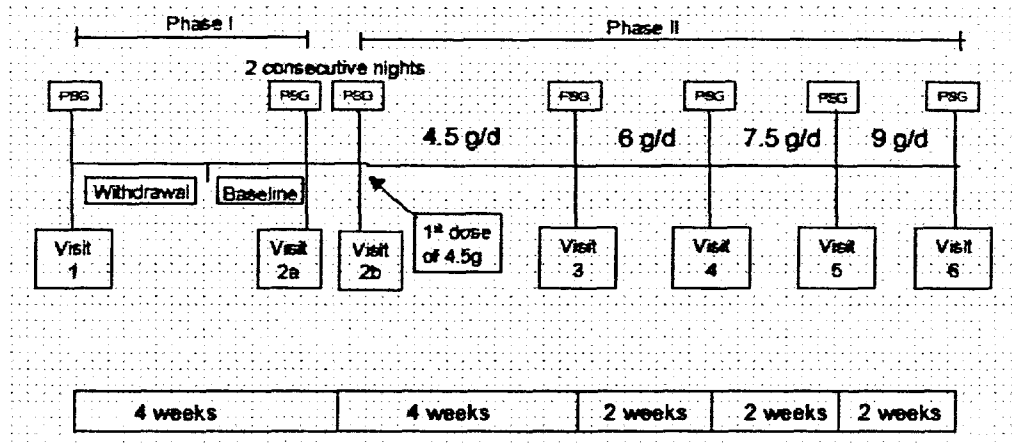 Phase I
Phase II
2 consecutive nights
PSG
PSG
PSG
PSG
PSG
PSG
PSG
4.5 g/d
6 g/d
7.5 g/d
9 g/d
Withdrawal
Baseline
1st dose
of 4.5g
Visit
1
Visit
2a
Visit
2b
Visit
3
Visit
4
Visit
5
Visit
6
4 weeks
4 weeks
2 weeks
2 weeks
2 weeks